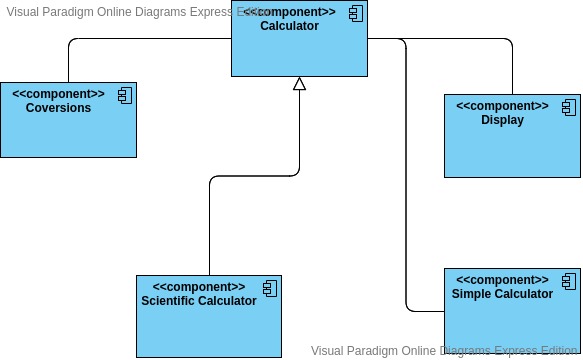 Visual Paradigm Online Diagrams Express Edition
<<component>>
Calculator
<<component>>
Coversions
<<component>>
Display
<<component>>
Scientific Calculator
<<component>>
Simple Calculator
Visual Paradigm Online Diagrams Express Edition